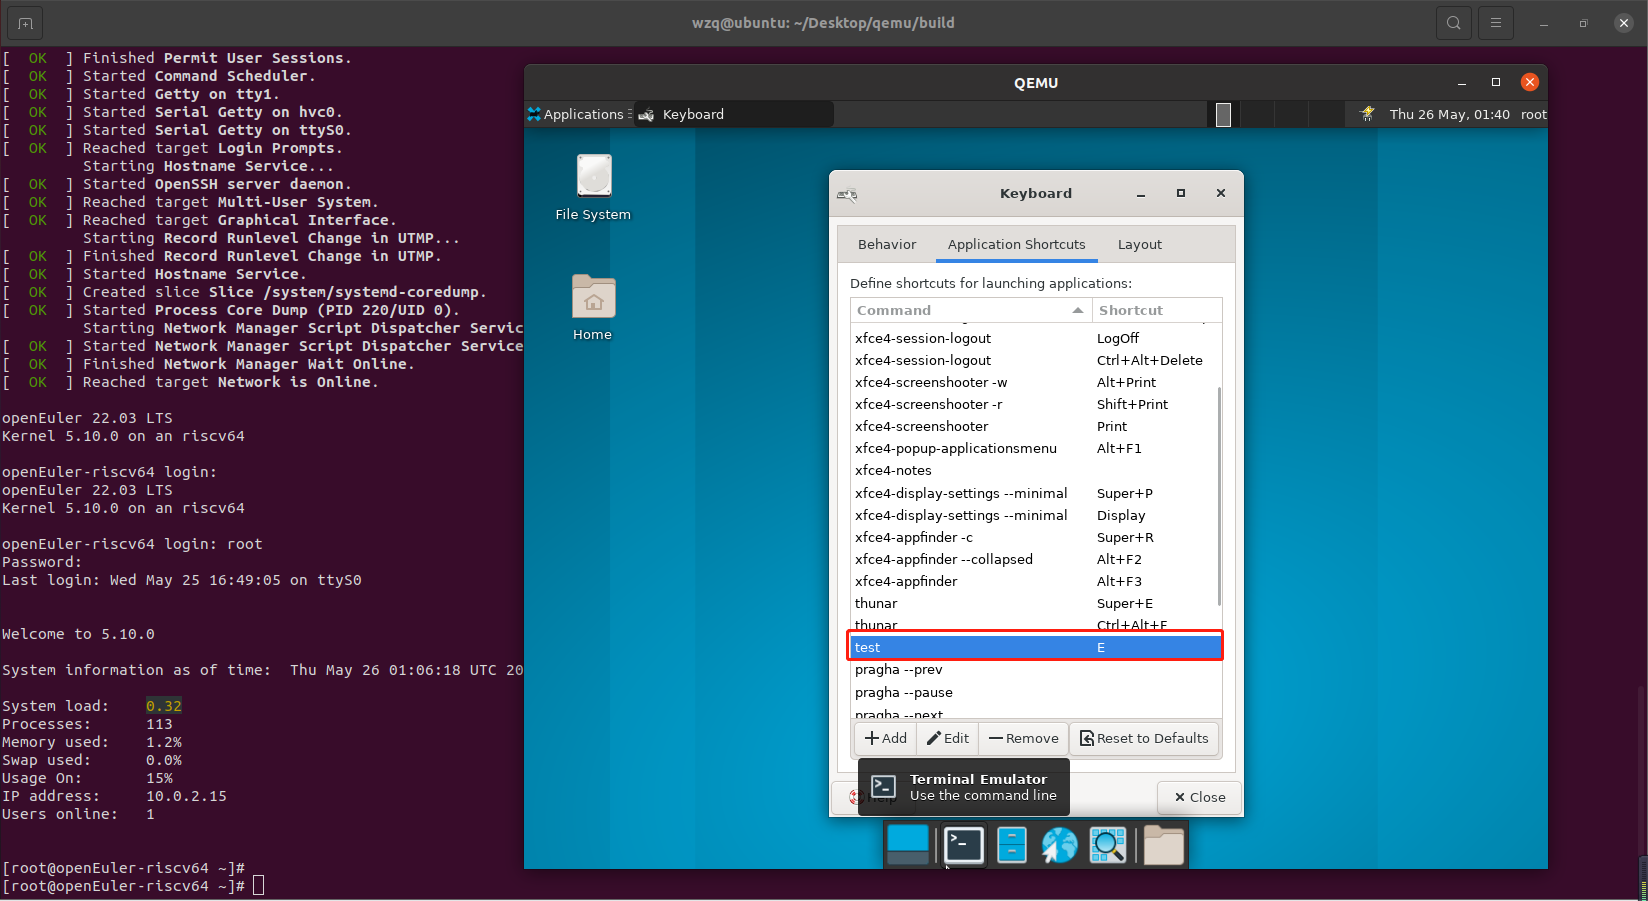 wzq@ubuntu: ~/Desktop/qemu/build
[  OK  ] Finished Permit User Sessions.
[  OK  ] Started Command Scheduler.
[  OK  ] Started Getty on tty1.
[  OK  ] Started Serial Getty on hvc0.
[  OK  ] Started Serial Getty on ttyS0.
[  OK  ] Reached target Login Prompts.
Starting Hostname Service...
[  OK  ] Started OpenSSH server daemon.
[  OK  ] Reached target Multi-User System.
[  OK  ] Reached target Graphical Interface.
Starting Record Runlevel Change in UTMP...
[  OK  ] Finished Record Runlevel Change in UTMP.
[  OK  ] Started Hostname Service.
[  OK  ] Created slice Slice /system/systemd-coredump.
[  OK  ] Started Process Core Dump (PID 220/UID 0).
Starting Network Manager Script Dispatcher Servic
[  OK  ] Started Network Manager Script Dispatcher Service
[  OK  ] Finished Network Manager Wait Online.
[  OK  ] Reached target Network is Online.
openEuler 22.03 LTS
Kernel 5.10.0 on an riscv64
openEuler-riscv64 login:
openEuler 22.03 LTS
Kernel 5.10.0 on an riscv64
openEuler-riscv64 login: root
Password:
Last login: Wed May 25 16:49:05 on ttyS0
Welcome to 5.10.0
System information as of time:  Thu May 26 01:06:18 UTC 20
System load:    0.32
Processes:      113
Memory used:    1.2%
Swap used:      0.0%
Usage On:       15%
IP address:     10.0.2.15
Users online:   1
[root@openEuler-riscv64 ~]#
[root@openEuler-riscv64 ~]#
QEMU
Applications Keyboard Thu 26 May, 01:40 root
File System
Home
Keyboard
Behavior Application Shortcuts Layout
Define shortcuts for launching applications:
Command Shortcut
xfce4-session-logout LogOff
xfce4-session-logout Ctrl+Alt+Delete
xfce4-screenshooter -w Alt+Print
xfce4-screenshooter -r Shift+Print
xfce4-screenshooter Print
xfce4-popup-applicationsmenu Alt+F1
xfce4-notes
xfce4-display-settings --minimal Super+P
xfce4-display-settings --minimal Display
xfce4-appfinder -c Super+R
xfce4-appfinder --collapsed Alt+F2
xfce4-appfinder Alt+F3
thunar Super+E
thunar Ctrl+Alt+F
test E
pragha --prev
pragha --pause
pragha --next
Add Edit Remove Reset to Defaults
Terminal Emulator
Use the command line
Help Close